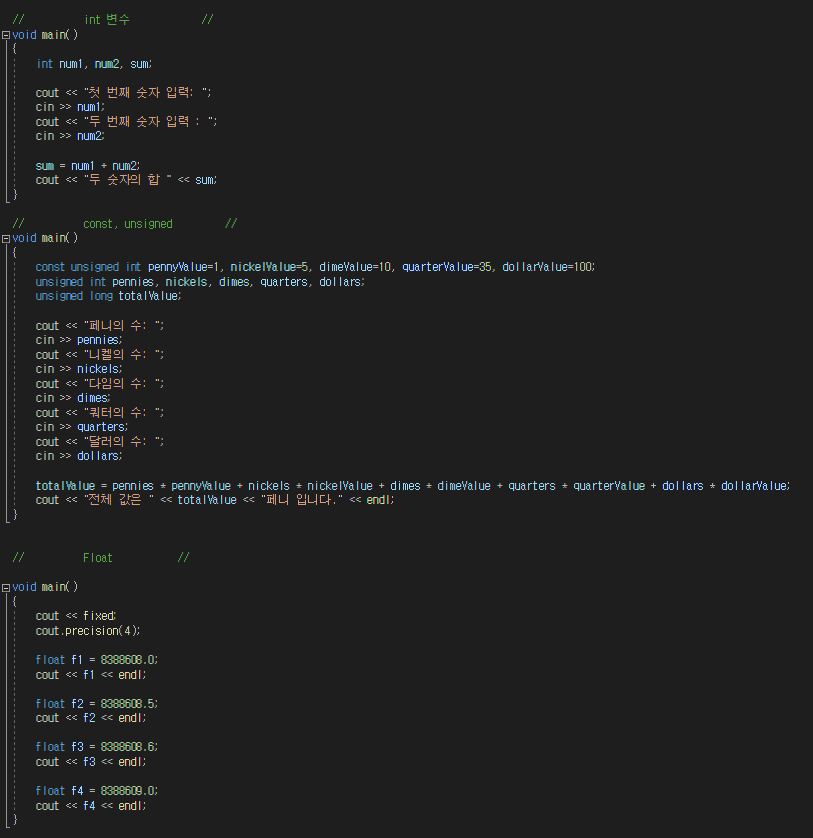 //          int 변수          //
void main()
{
    int num1, num2, sum;
    cout << "첫 번째 숫자 입력: ";
    cin >> num1;
    cout << "두 번째 숫자 입력 : ";
    cin >> num2;
    sum = num1 + num2;
    cout << "두 숫자의 합 " << sum;
}
//          const, unsigned          //
void main()
{
    const unsigned int pennyValue=1, nickelValue=5, dimeValue=10, quarterValue=35, dollarValue=100;
    unsigned int pennies, nickels, dimes, quarters, dollars;
    unsigned long totalValue;
    cout << "페니의 수: ";
    cin >> pennies;
    cout << "니켈의 수: ";
    cin >> nickels;
    cout << "다임의 수: ";
    cin >> dimes;
    cout << "쿼터의 수: ";
    cin >> quarters;
    cout << "달러의 수: ";
    cin >> dollars;
    totalValue = pennies * pennyValue + nickels * nickelValue + dimes * dimeValue + quarters * quarterValue + dollars * dollarValue;
    cout << "전체 값은 " << totalValue << "페니 입니다." << endl;
}
//          Float          //
void main()
{
    cout << fixed;
    cout.precision(4);
    float f1 = 8388608.0;
    cout << f1 << endl;
    float f2 = 8388608.5;
    cout << f2 << endl;
    float f3 = 8388608.6;
    cout << f3 << endl;
    float f4 = 8388609.0;
    cout << f4 << endl;
}